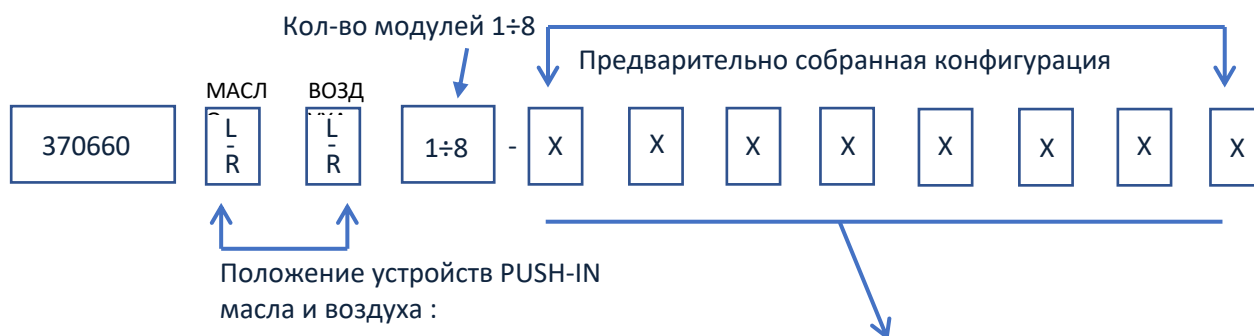 Кол-во модулей 1÷8
Предварительно собранная конфигурация
МАСЛ ВОЗД
370660 L - R L - R 1÷8 - X X X X X X X X
Положение устройств PUSH-IN
масла и воздуха :